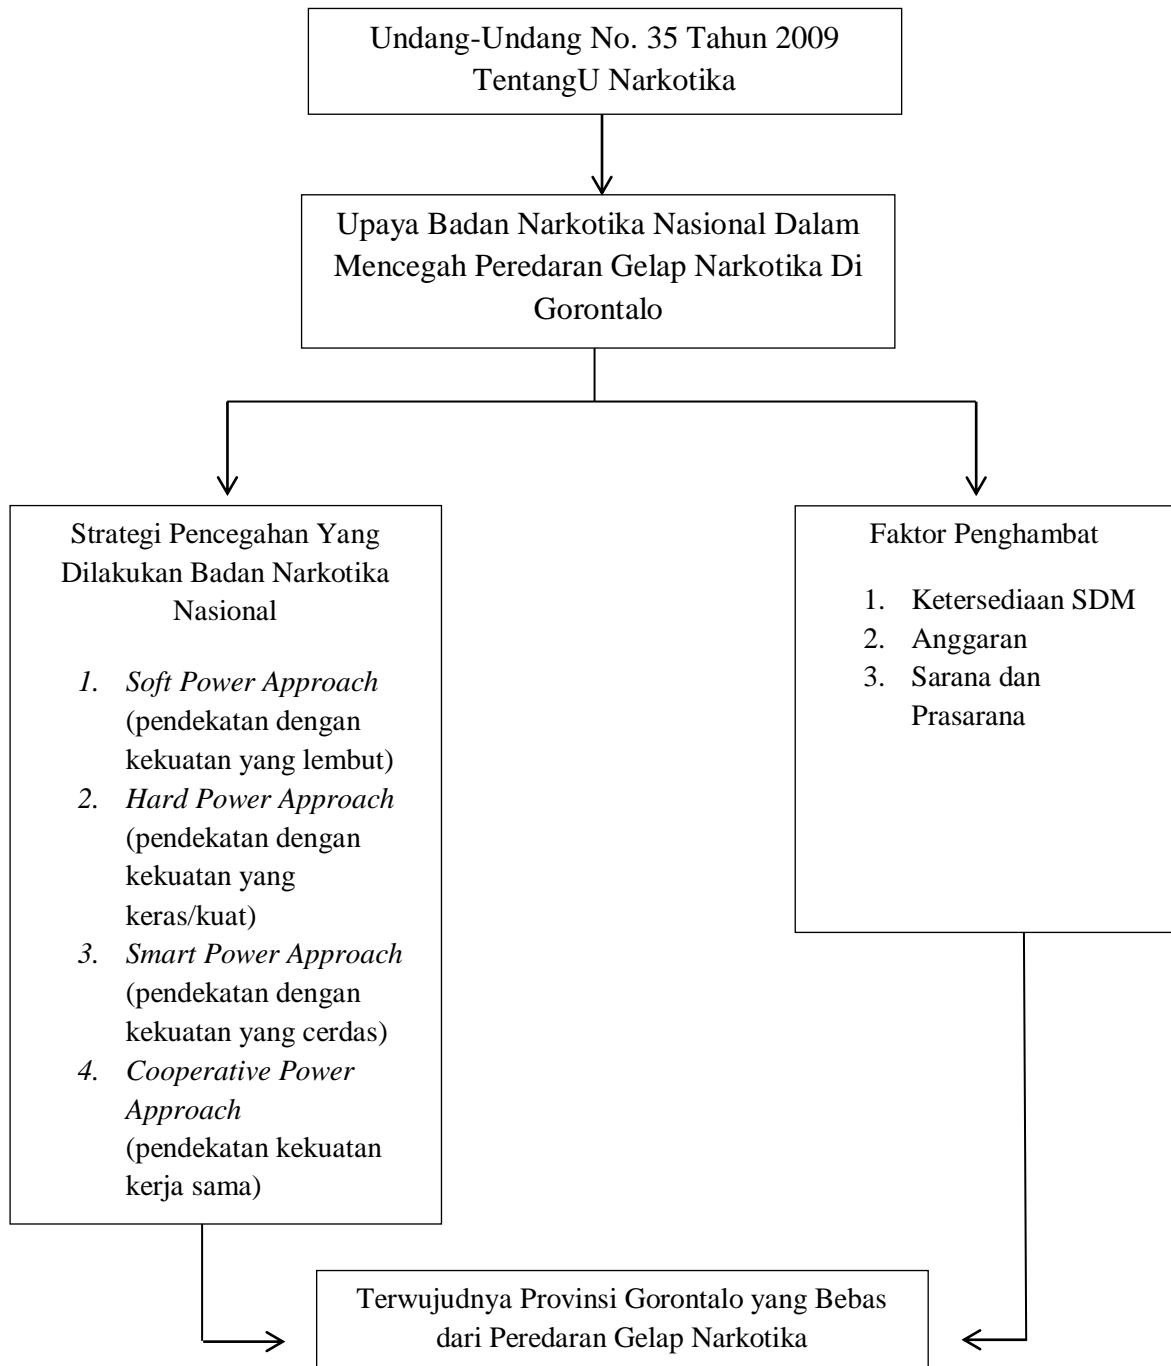 Undang-Undang No. 35 Tahun 2009
TentangU Narkotika
Upaya Badan Narkotika Nasional Dalam
Mencegah Peredaran Gelap Narkotika Di
Gorontalo
Strategi Pencegahan Yang
Dilakukan Badan Narkotika
Nasional
1. Soft Power Approach
(pendekatan dengan
kekuatan yang lembut)
2. Hard Power Approach
(pendekatan dengan
kekuatan yang
keras/kuat)
3. Smart Power Approach
(pendekatan dengan
kekuatan yang cerdas)
4. Cooperative Power
Approach
(pendekatan kekuatan
kerja sama)
Faktor Penghambat
1. Ketersediaan SDM
2. Anggaran
3. Sarana dan
Prasarana
Terwujudnya Provinsi Gorontalo yang Bebas
dari Peredaran Gelap Narkotika